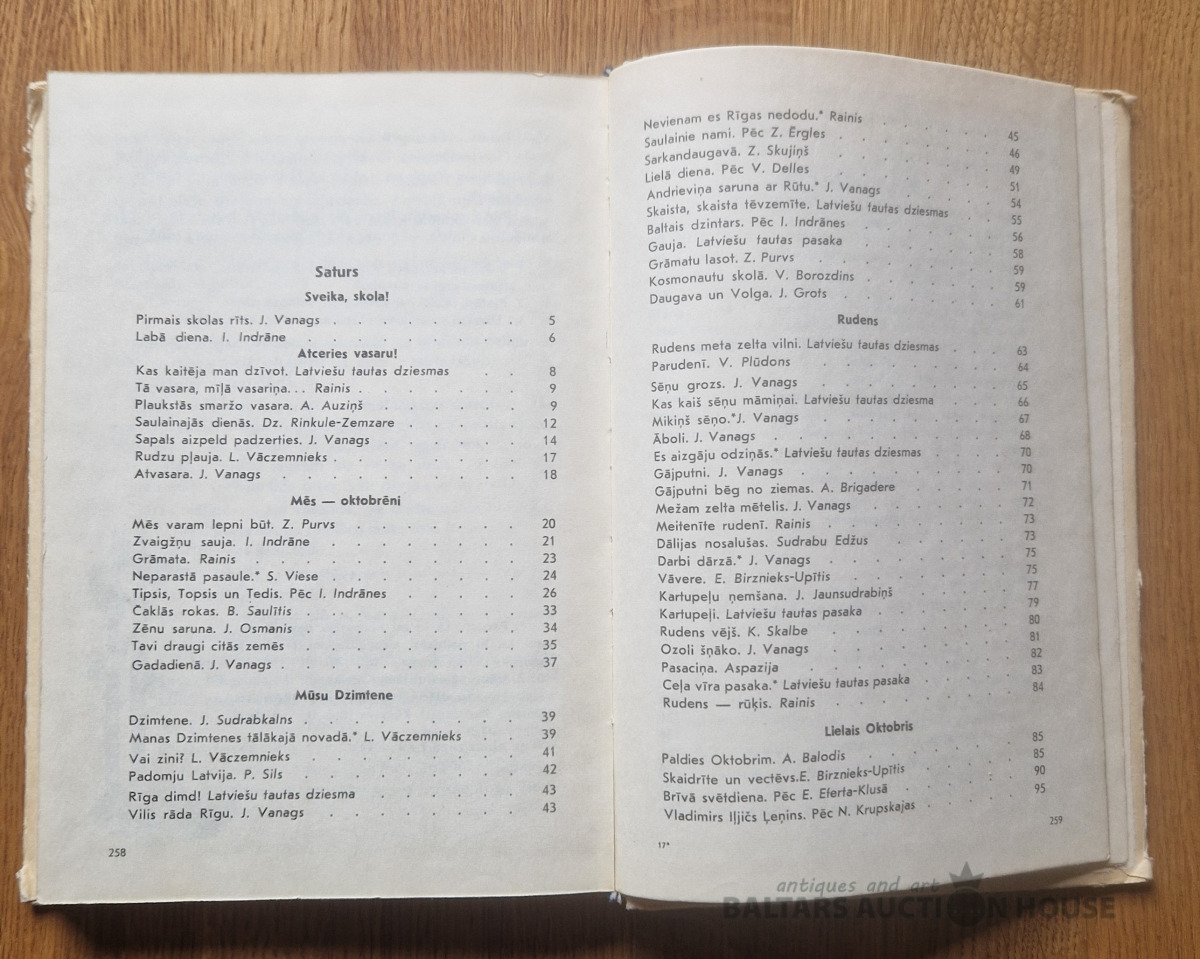 Saturs
Sveika, skola!
Pirmais skolas rīts. J. Vanags . . . . . . . . . 5
Labā diena. I. Indrāne . . . . . . . . . 6
Atceries vasaru!
Kas kaitēja man dzīvot. Latviešu tautas dziesmas . . 8
Tā vasara, mīļā vasariņa... Rainis . . . . . . . 9
Plaukstās smaržo vasara. A. Auziņš . . . . . . 9
Saulainajās dienās. Dz. Rinkule-Zemzare . . . . . 12
Sapals aizpeld padzerties. J. Vanags . . . . . . 14
Rudzu pļauja. L. Vāczemnieks . . . . . . . 17
Atvasara. J. Vanags . . . . . . . . . 18
Mēs — oktobrēni
Mēs varam lepni būt. Z. Purvs . . . . . . . 20
Zvaigžņu sauja. I. Indrāne . . . . . . . 21
Grāmata. Rainis . . . . . . . . . . 23
Neparastā pasaule.* S. Viese . . . . . . . 24
Tipsis, Topsis un Tedis. Pēc I. Indrānes . . . . . 26
Čaklās rokas. B. Saulītis . . . . . . . . 33
Zēnu saruna. J. Osmanis . . . . . . . . 34
Tavi draugi citās zemēs . . . . . . . . 35
Gadadienā. J. Vanags . . . . . . . . . 37
Mūsu Dzimtene
Dzimtene. J. Sudrabkalns . . . . . . . . 39
Manas Dzimtenes tālākajā novadā.* L. Vāczemnieks . . 39
Vai zini? L. Vāczemnieks . . . . . . . . 41
Padomju Latvija. P. Sils . . . . . . . . 42
Rīga dimd! Latviešu tautas dziesma . . . . . . 43
Vilis rāda Rīgu. J. Vanags . . . . . . . 43
258
Nevienam es Rīgas nedodu.* Rainis . . . . . . 45
Saulainie nami. Pēc Z. Ērgles . . . . . . . 46
Sarkandaugavā. Z. Skujiņš . . . . . . . 49
Lielā diena. Pēc V. Delles . . . . . . . 51
Andrieviņa saruna ar Rūtu.* J. Vanags . . . . . 54
Skaista, skaista tēvzemīte. Latviešu tautas dziesmas . . 55
Baltais dzintars. Pēc I. Indrānes . . . . . . 56
Gauja. Latviešu tautas pasaka . . . . . . 58
Grāmatu lasot. Z. Purvs . . . . . . . . 59
Kosmonautu skolā. V. Borozdins . . . . . . 59
Daugava un Volga. J. Grots . . . . . . . 61
Rudens
Rudens meta zelta vilni. Latviešu tautas dziesmas . . . 63
Parudenī. V. Plūdons . . . . . . . . 64
Sēņu grozs. J. Vanags . . . . . . . . 65
Kas kaiš sēņu māmiņai. Latviešu tautas dziesma . . . 66
Mikiņš sēņo.* J. Vanags . . . . . . . . 67
Āboli. J. Vanags . . . . . . . . . 68
Es aizgāju odziņās.* Latviešu tautas dziesmas . . . . 70
Gājputni. J. Vanags . . . . . . . . 70
Gājputni bēg no ziemas. A. Brigadere . . . . . 71
Mežam zelta mētelis. J. Vanags . . . . . . 72
Meitenīte rudenī. Rainis . . . . . . . . 73
Dālijas nosalušas. Sudrabu Edžus . . . . . . 73
Darbi dārzā.* J. Vanags . . . . . . . . 75
Vāvere. E. Birznieks-Upītis . . . . . . . 75
Kartupeļu ņemšana. J. Jaunsudrabiņš . . . . . 77
Kartupeļi. Latviešu tautas pasaka . . . . . . 79
Rudens vējš. K. Skalbe . . . . . . . . 80
Ozoli šņāko. J. Vanags . . . . . . . . 81
Pasaciņa. Aspazija . . . . . . . . 82
Ceļa vīra pasaka.* Latviešu tautas pasaka . . . . 83
Rudens — rūķis. Rainis . . . . . . . . 84
Lielais Oktobris
Paldies Oktobrim. A. Balodis . . . . . . . 85
Skaidrīte un vectēvs. E. Birznieks-Upītis . . . . . 85
Brīvā svētdiena. Pēc E. Eferta-Klusā . . . . . 90
Vladimirs Iļjičs Ļeņins. Pēc N. Krupskajas . . . . 95
17*
259
antiques and art
BALTARS AUCTION HOUSE